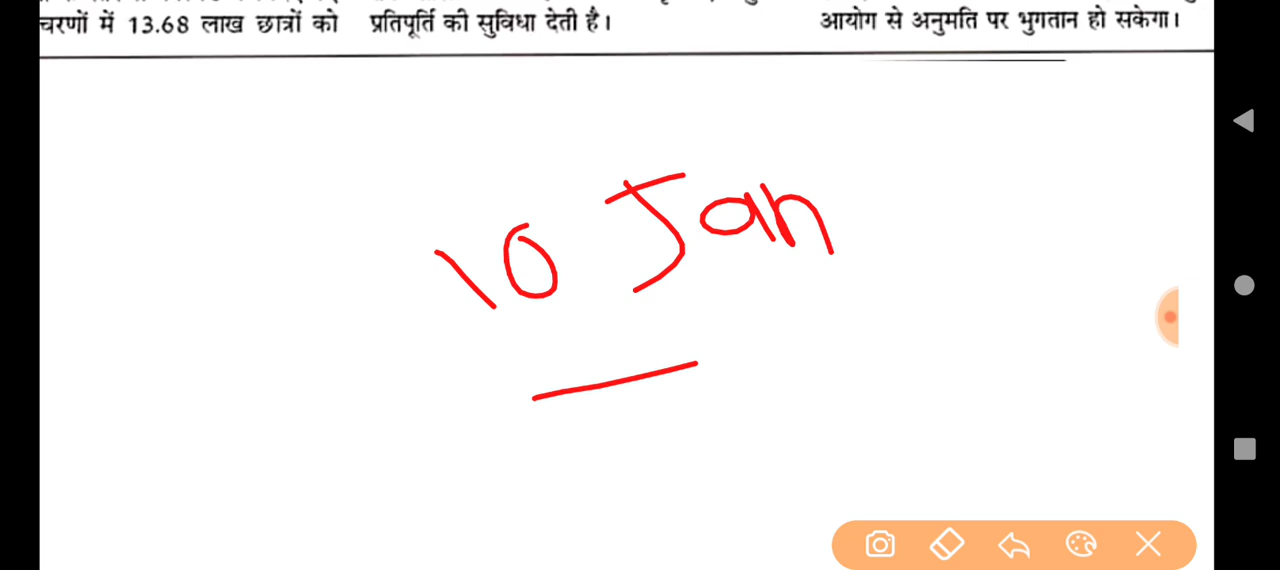 चरणों में 13.68 लाख छात्रों को
प्रतिपूर्ति की सुविधा देती है।
आयोग से अनुमति पर भुगतान हो सकेगा।
10 Jan